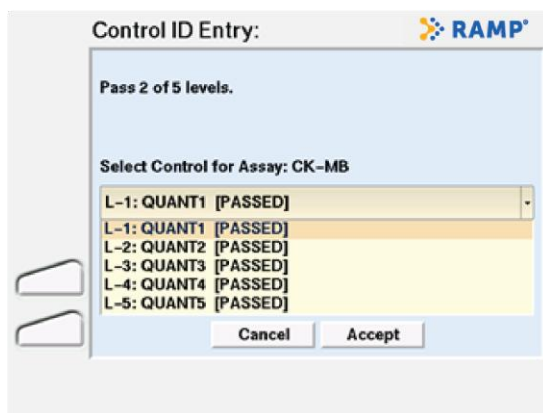 Control ID Entry:
RAMP®
Pass 2 of 5 levels.
Select Control for Assay: CK-MB
L-1: QUANT1 [PASSED]
L-1: QUANT1 [PASSED]
L-2: QUANT2 [PASSED]
L-3: QUANT3 [PASSED]
L-4: QUANT4 [PASSED]
L-5: QUANT5 [PASSED]
Cancel Accept